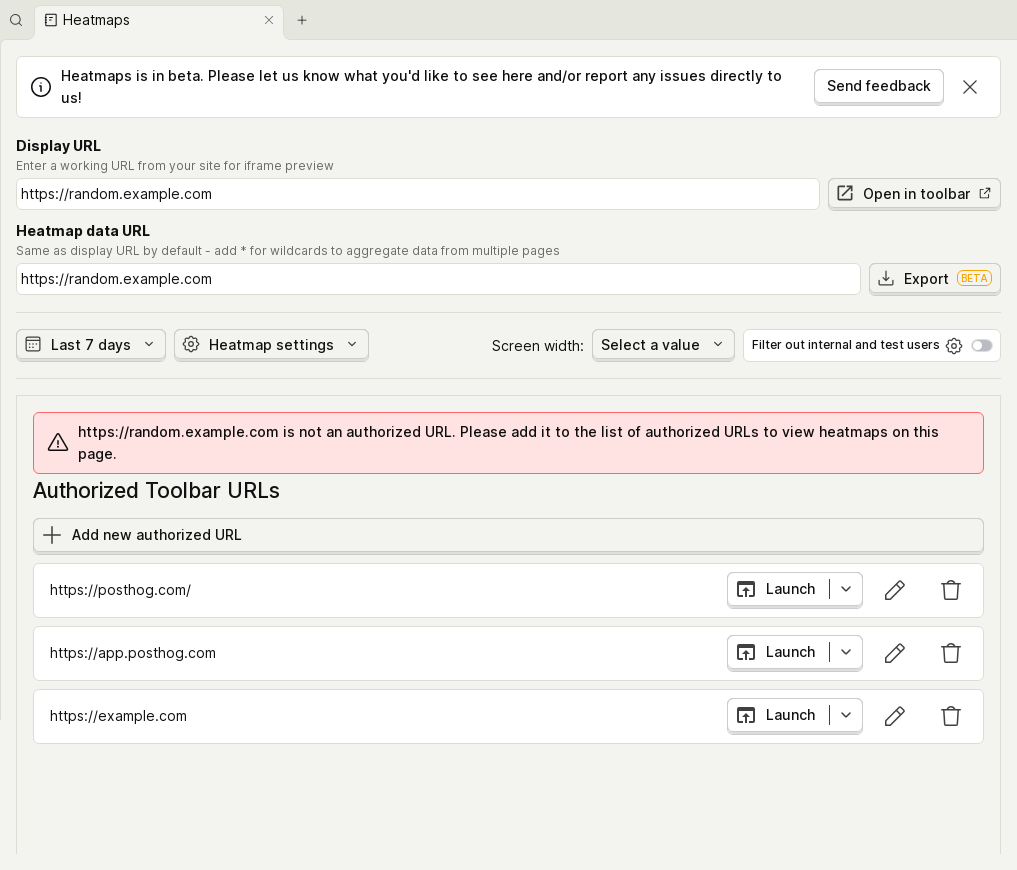 Heatmaps
Heatmaps is in beta. Please let us know what you'd like to see here and/or report any issues directly to
us!
Send feedback
Display URL
Enter a working URL from your site for iframe preview
https://random.example.com
Open in toolbar
Heatmap data URL
Same as display URL by default - add * for wildcards to aggregate data from multiple pages
https://random.example.com
Export BETA
Last 7 days
Heatmap settings
Screen width:
Select a value
Filter out internal and test users
https://random.example.com is not an authorized URL. Please add it to the list of authorized URLs to view heatmaps on this
page.
Authorized Toolbar URLs
Add new authorized URL
https://posthog.com/
Launch
https://app.posthog.com
Launch
https://example.com
Launch